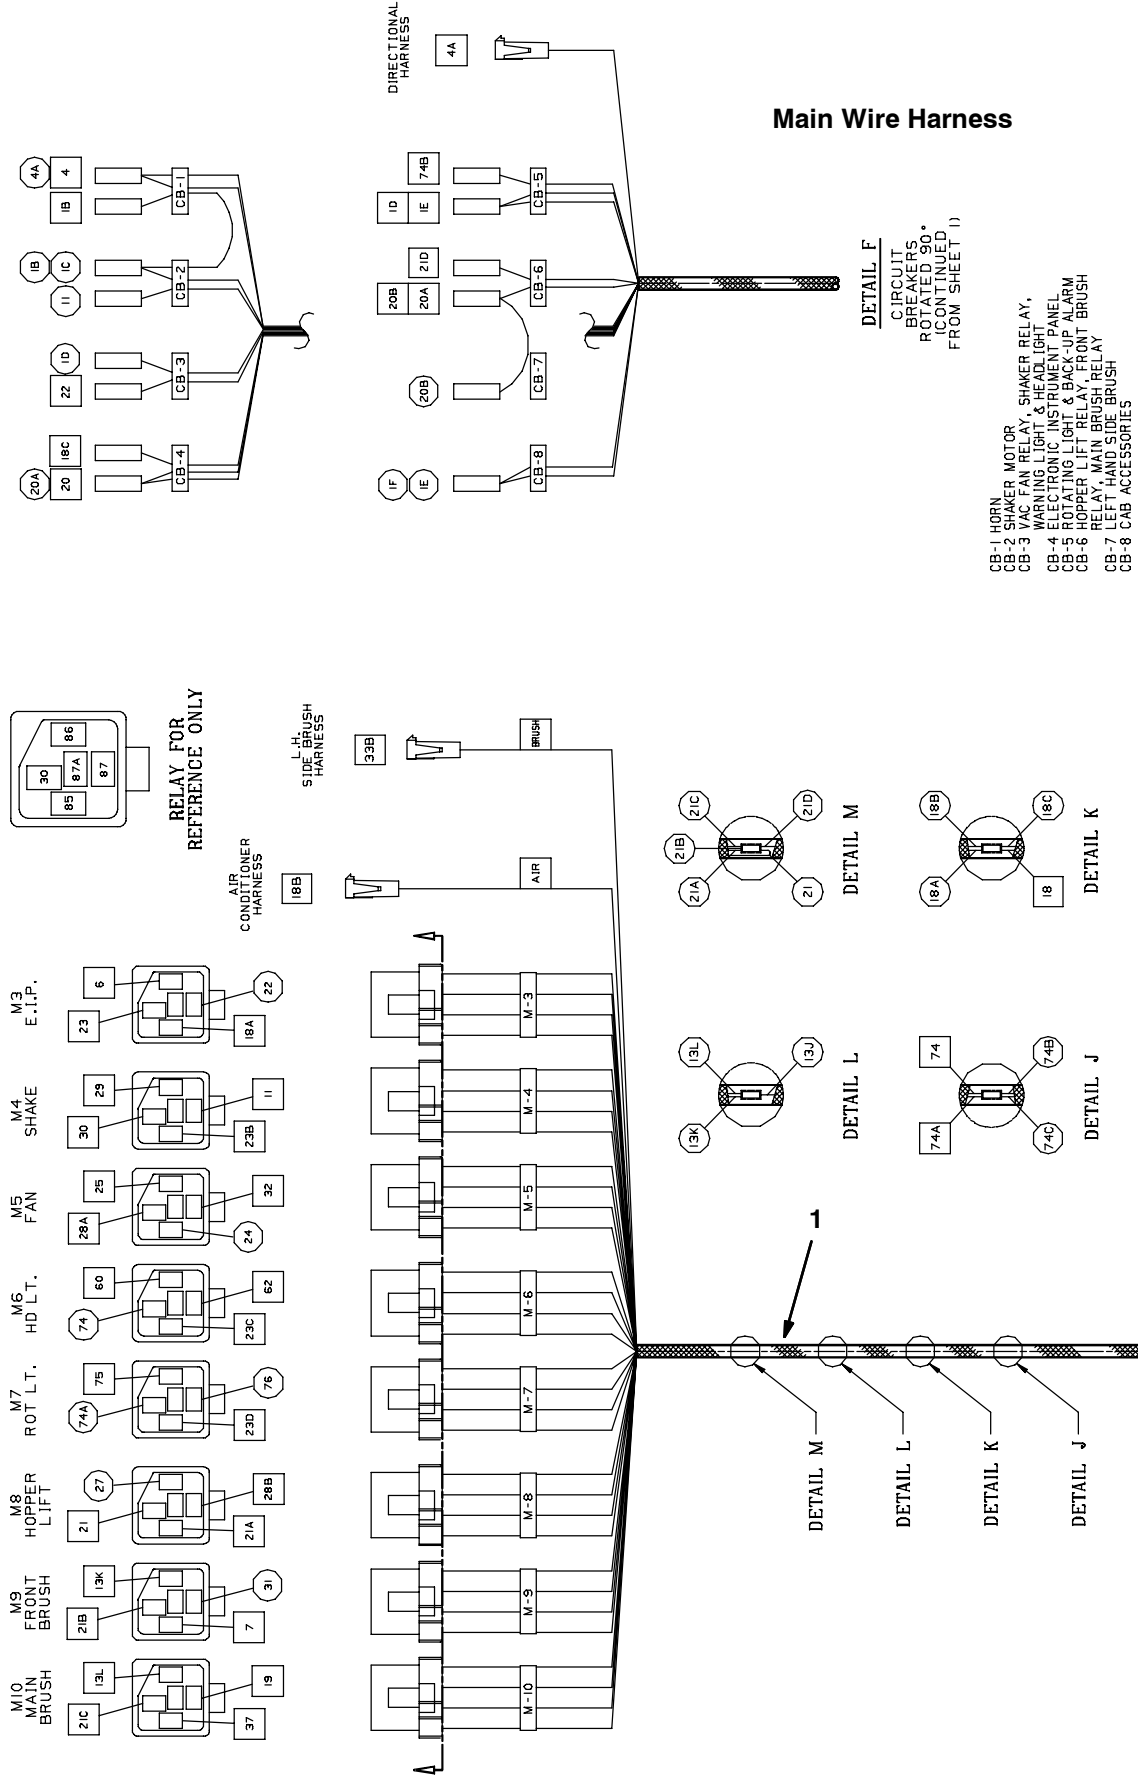 Main Wire Harness
4A
4
1B
1B
1C
11
1D
22
18C
20A
20
CB-1
CB-2
CB-3
CB-4
DIRECTIONAL
HARNESS
4A
74B
1D
1E
21D
20B
20A
20B
1F
1E
CB-5
CB-6
CB-7
CB-8
DETAIL F
CIRCUIT
BREAKERS
ROTATED 90°
(CONTINUED
FROM SHEET 1)
CB-1 HORN
CB-2 SHAKER MOTOR
CB-3 VAC FAN RELAY, SHAKER RELAY,
WARNING LIGHT & HEADLIGHT
CB-4 ELECTRONIC INSTRUMENT PANEL
CB-5 ROTATING LIGHT & BACK-UP ALARM
CB-6 HOPPER LIFT RELAY, FRONT BRUSH
RELAY, MAIN BRUSH RELAY
CB-7 LEFT HAND SIDE BRUSH
CB-8 CAB ACCESSORIES
86
30
87A
87
85
RELAY FOR
REFERENCE ONLY
L.H.
SIDE BRUSH
HARNESS
33B
BRUSH
AIR
CONDITIONER
HARNESS
18B
AIR
M3
E.I.P.
6
23
22
18A
M4
SHAKE
29
30
11
23B
M5
FAN
25
28A
32
24
M6
HD LT.
60
74
62
23C
M7
ROT LT.
75
74A
76
23D
M8
HOPPER
LIFT
27
21
28B
21A
M9
FRONT
BRUSH
13K
21B
31
7
M10
MAIN
BRUSH
13L
21C
19
37
M-3
M-4
M-5
M-6
M-7
M-8
M-9
M-10
21C
21D
21B
21A
21
DETAIL M
18B
18C
18A
18
DETAIL K
13L
13J
13K
DETAIL L
74
74B
74A
74C
DETAIL J
1
DETAIL M
DETAIL L
DETAIL K
DETAIL J